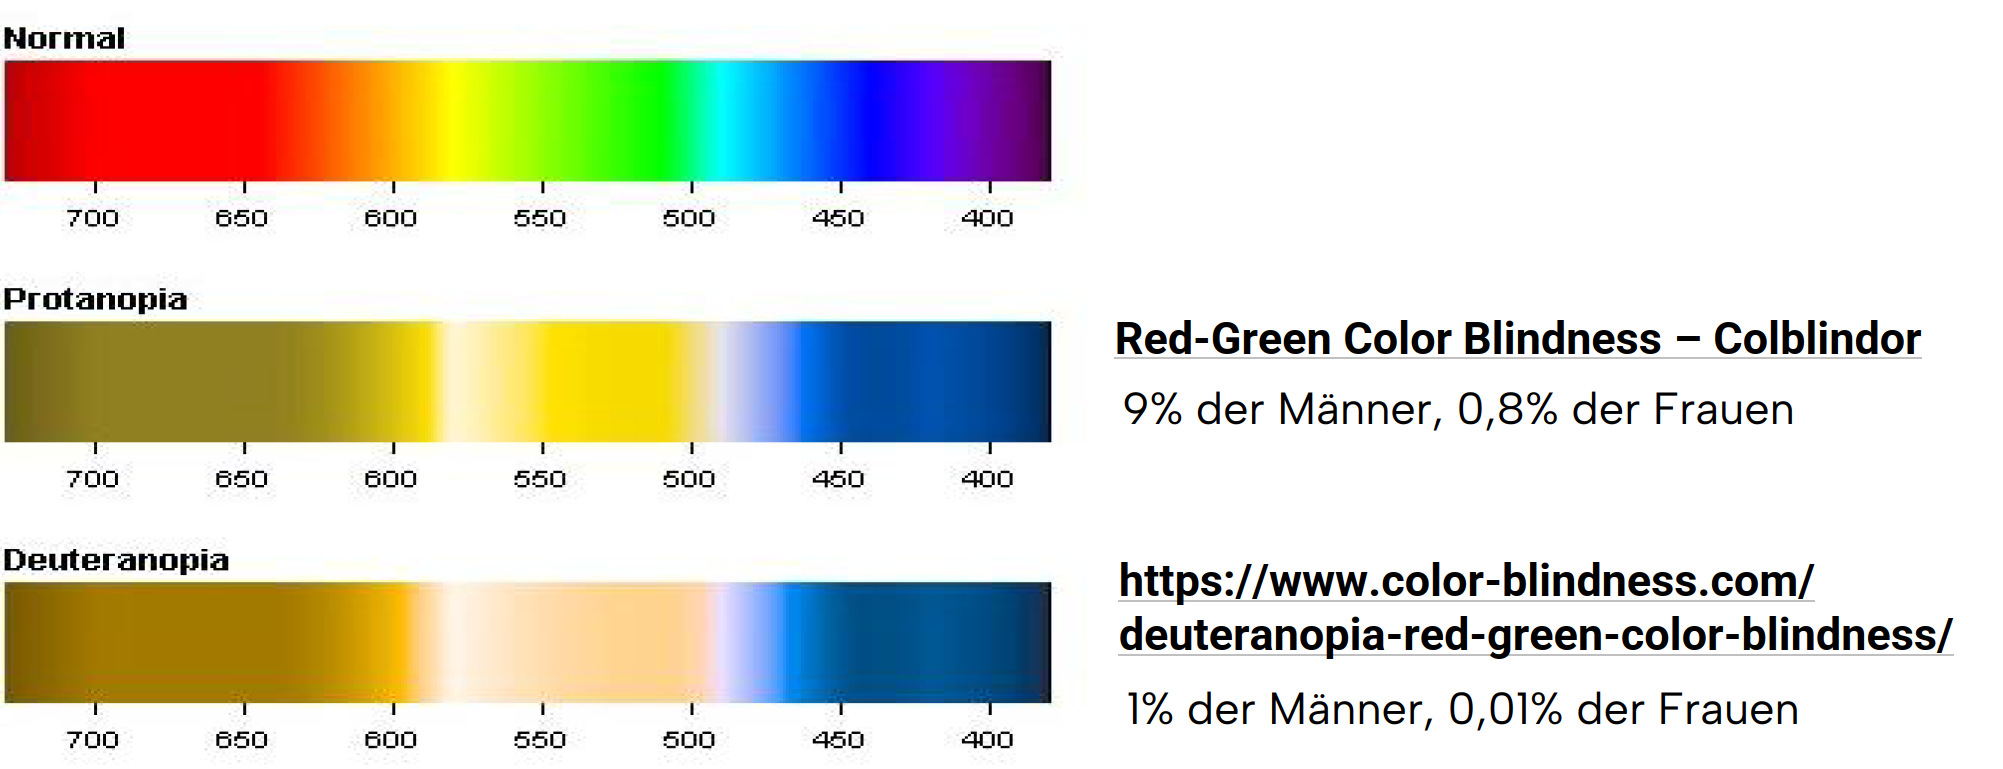 Normal
700 650 600 550 500 450 400
Protanopia
Red-Green Color Blindness – Colblindor
9% der Männer, 0,8% der Frauen
700 650 600 550 500 450 400
Deuteranopia
https://www.color-blindness.com/
deuteranopia-red-green-color-blindness/
1% der Männer, 0,01% der Frauen
700 650 600 550 500 450 400